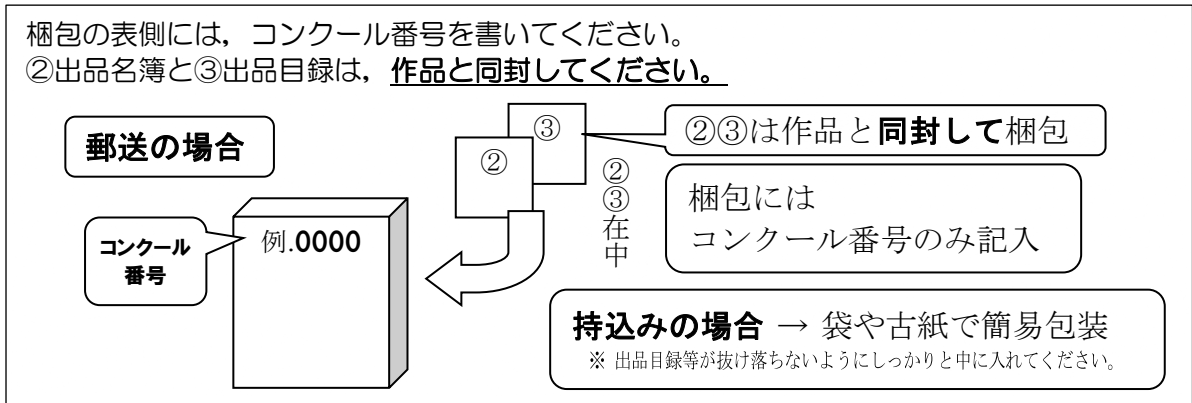 梱包の表側には，コンクール番号を書いてください。
②出品名簿と③出品目録は，作品と同封してください。
郵送の場合
③
②
②③は作品と同封して梱包
②③在中
コンクール
番号
例.0000
梱包には
コンクール番号のみ記入
持込みの場合 → 袋や古紙で簡易包装
※ 出品目録等が抜け落ちないようにしっかりと中に入れてください。